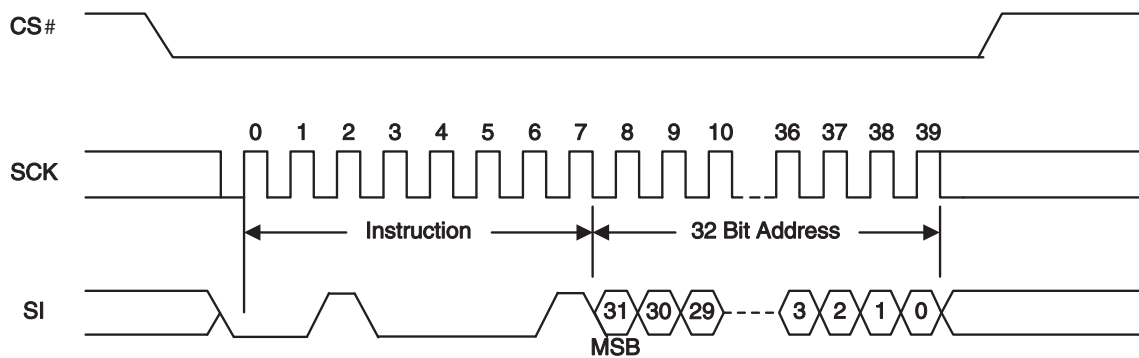 CS#
0 1 2 3 4 5 6 7 8 9 10 36 37 38 39
SCK
Instruction 32 Bit Address
SI 31 30 29 3 2 1 0
MSB